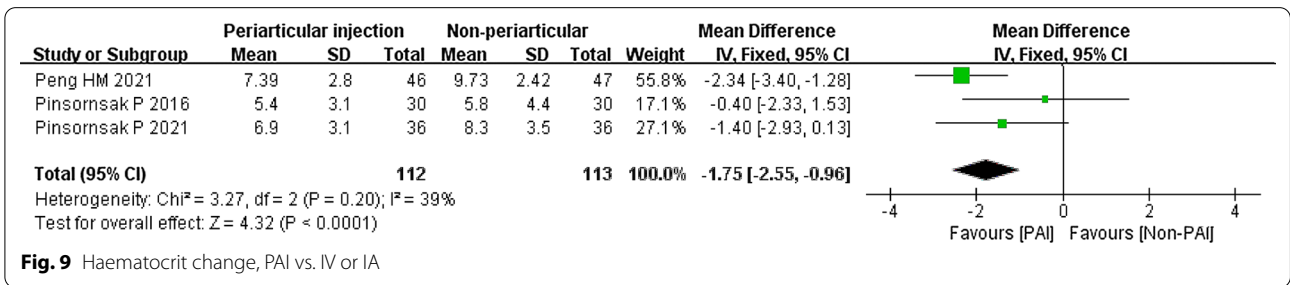 Periarticular injection Non-periarticular Mean Difference Mean Difference
Study or Subgroup Mean SD Total Mean SD Total Weight IV, Fixed, 95% CI IV, Fixed, 95% CI
Peng HM 2021 7.39 2.8 46 9.73 2.42 47 55.8% -2.34 [-3.40, -1.28]
Pinsornsak P 2016 5.4 3.1 30 5.8 4.4 30 17.1% -0.40 [-2.33, 1.53]
Pinsornsak P 2021 6.9 3.1 36 8.3 3.5 36 27.1% -1.40 [-2.93, 0.13]
Total (95% CI) 112 113 100.0% -1.75 [-2.55, -0.96]
Heterogeneity: Chi² = 3.27, df = 2 (P = 0.20); I² = 39%
Test for overall effect: Z = 4.32 (P < 0.0001)
-4 -2 0 2 4
Favours [PAI] Favours [Non-PAI]
Fig. 9 Haematocrit change, PAI vs. IV or IA